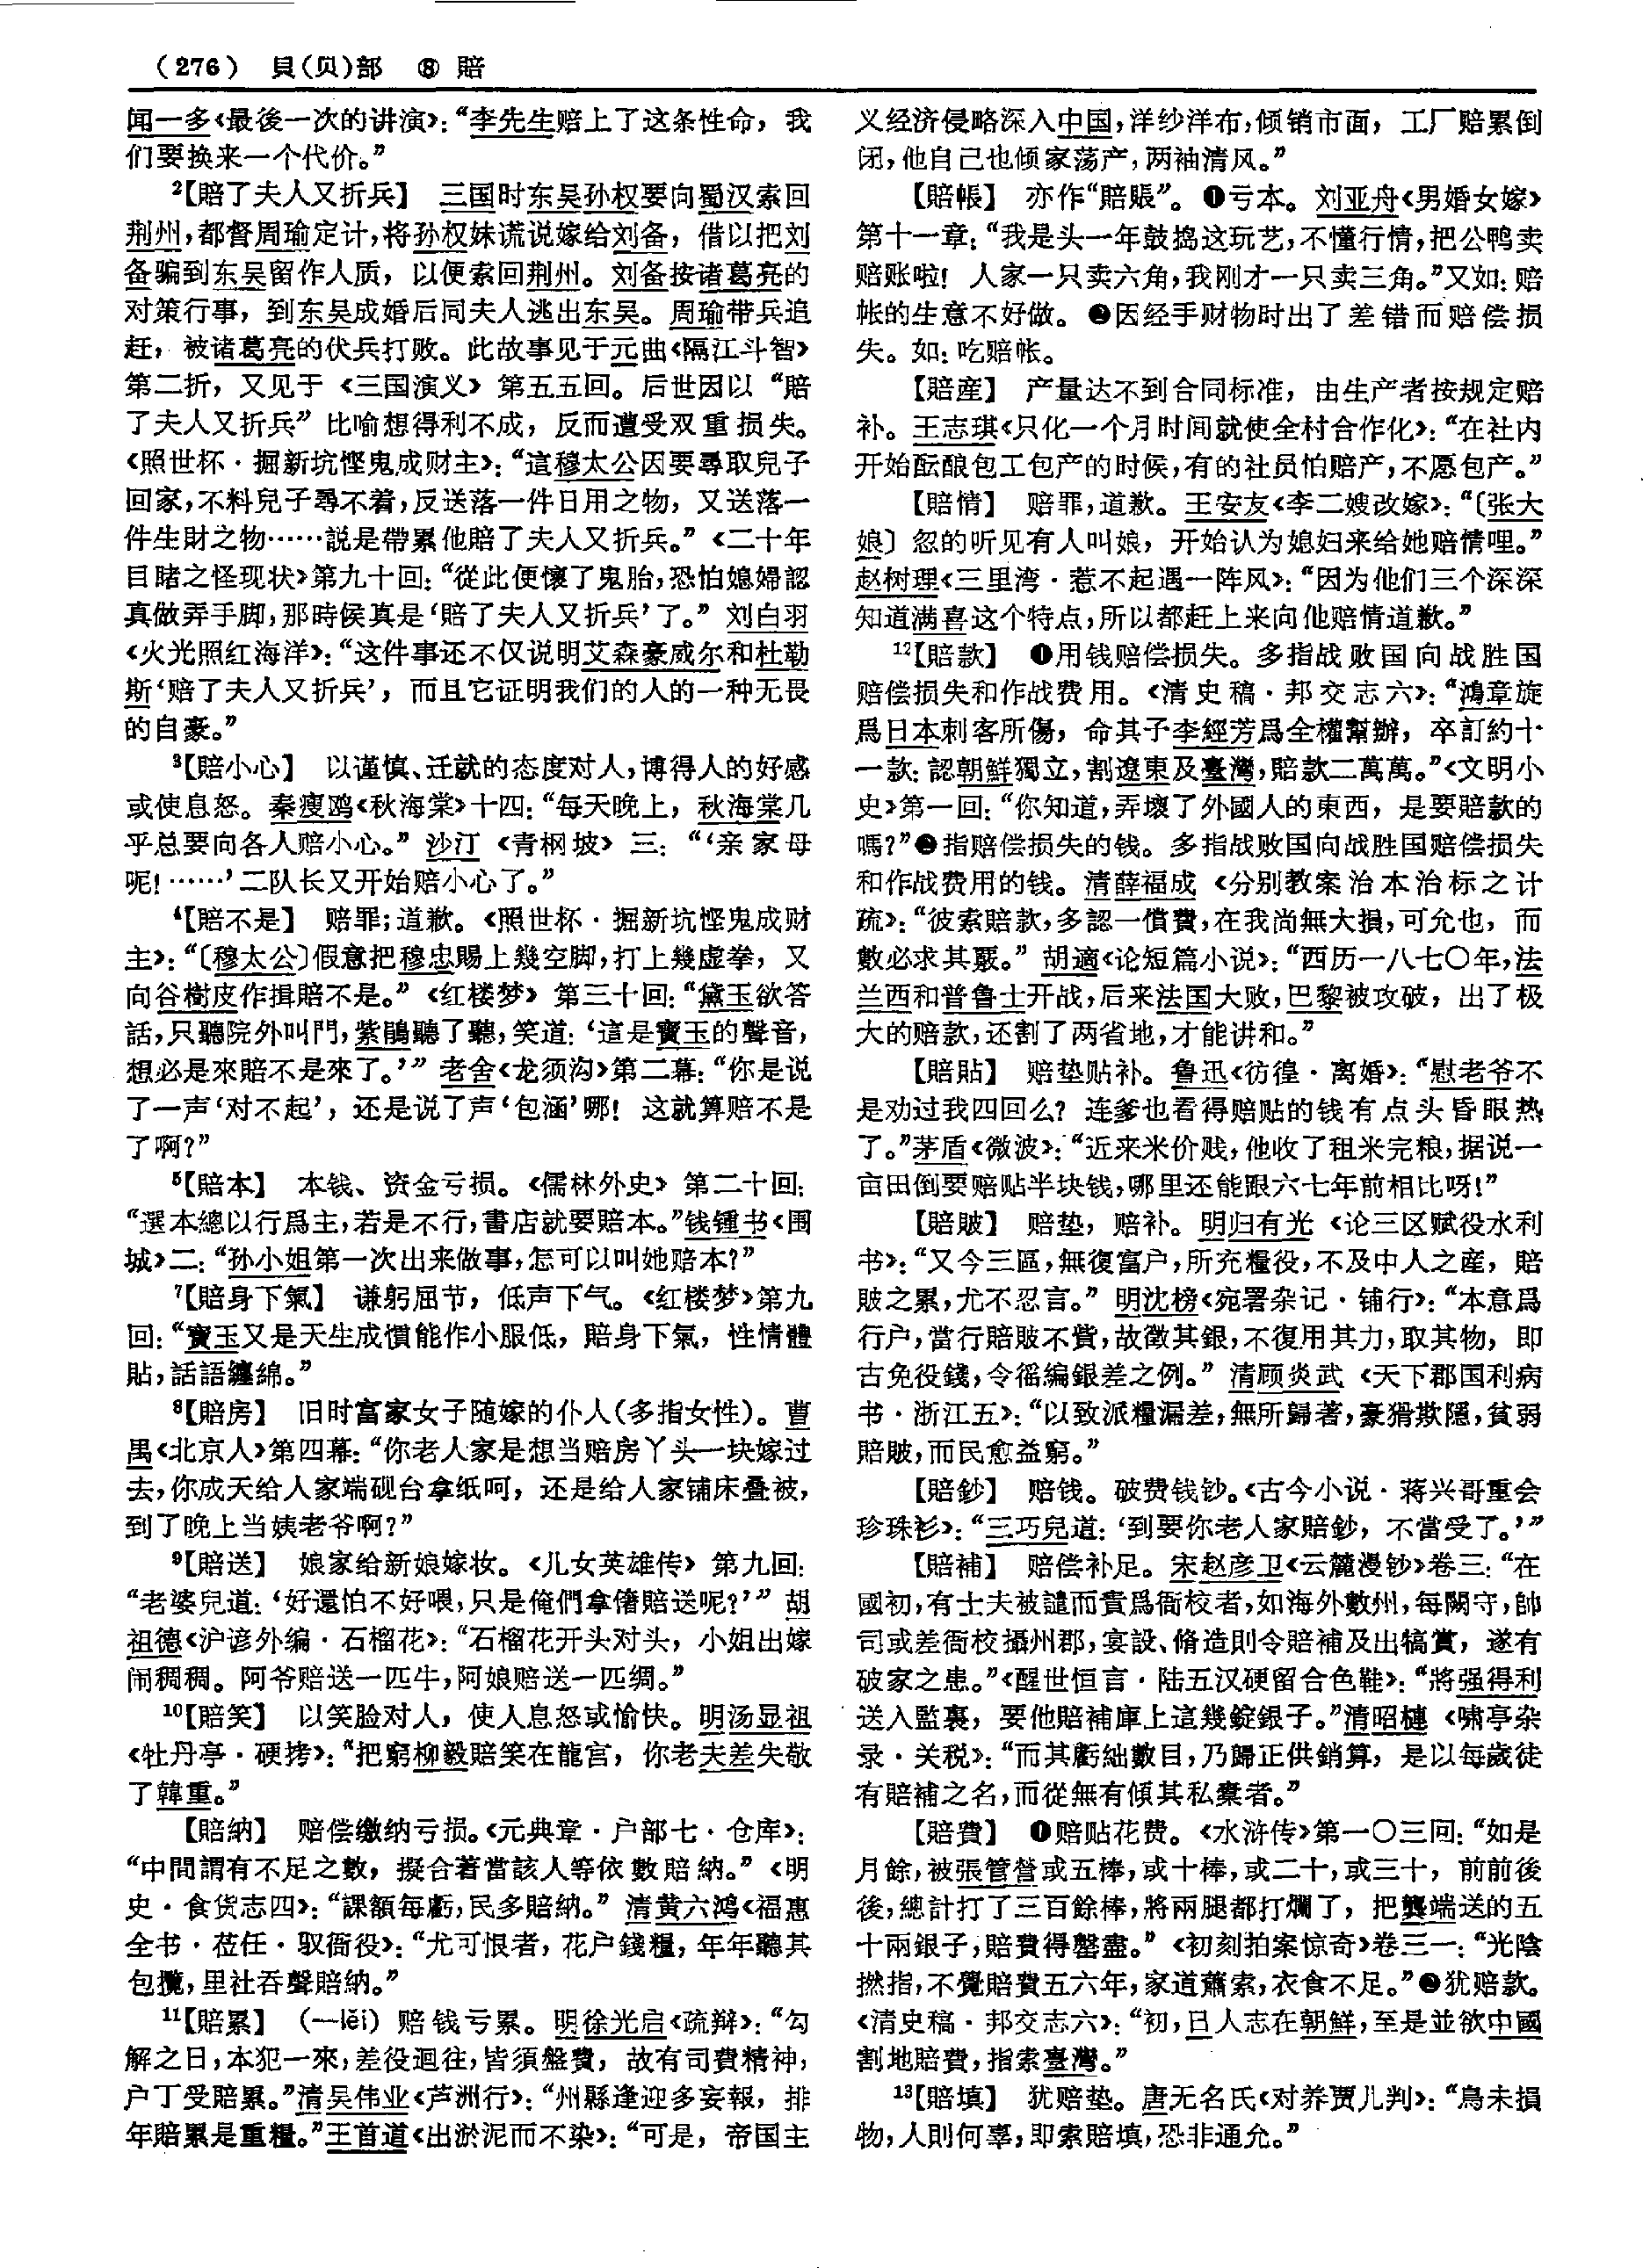 （276） 貝（贝）部 ⑧ 賠
闻一多《最後一次的讲演》：“李先生赔上了这条性命，我
们要换来一个代价。”
²【賠了夫人又折兵】 三国时东吴孙权要向蜀汉索回
荆州，都督周瑜定计，将孙权妹谎说嫁给刘备，借以把刘
备骗到东吴留作人质，以便索回荆州。刘备按诸葛亮的
对策行事，到东吴成婚后同夫人逃出东吴。周瑜带兵追
赶，被诸葛亮的伏兵打败。此故事见于元曲《隔江斗智》
第二折，又见于《三国演义》第五五回。后世因以“赔
了夫人又折兵”比喻想得利不成，反而遭受双重损失。
《照世杯·掘新坑悭鬼成财主》：“這穆太公因要尋取兒子
回家，不料兒子尋不着，反送落一件日用之物，又送落一
件生財之物……説是帶累他賠了夫人又折兵。”《二十年
目睹之怪现状》第九十回：“從此便懷了鬼胎，恐怕媳婦認
真做弄手脚，那時候真是‘賠了夫人又折兵’了。”刘白羽
《火光照红海洋》：“这件事还不仅说明艾森豪威尔和杜勒
斯‘赔了夫人又折兵’，而且它证明我们的人的一种无畏
的自豪。”
³【賠小心】 以谨慎、迁就的态度对人，博得人的好感
或使息怒。秦瘦鸥《秋海棠》十四：“每天晚上，秋海棠几
乎总要向各人赔小心。”沙汀《青㭎坡》三：“‘亲家母
呢！……’二队长又开始赔小心了。”
⁴【賠不是】 赔罪；道歉。《照世杯·掘新坑悭鬼成财
主》：“〔穆太公〕假意把穆忠賜上幾空脚，打上幾虚拳，又
向谷樹皮作揖賠不是。”《红楼梦》第三十回：“黛玉欲答
話，只聽院外叫門，紫鵑聽了聽，笑道：‘這是寶玉的聲音，
想必是來賠不是來了。’”老舍《龙须沟》第二幕：“你是说
了一声‘对不起’，还是说了声‘包涵’哪！这就算赔不是
了啊？”
⁵【賠本】 本钱、资金亏损。《儒林外史》第二十回：
“選本總以行爲主，若是不行，書店就要賠本。”钱锺书《围
城》二：“孙小姐第一次出来做事，怎可以叫她赔本？”
⁷【賠身下氣】 谦躬屈节，低声下气。《红楼梦》第九
回：“寶玉又是天生成慣能作小服低，賠身下氣，性情體
貼，話語纏綿。”
⁸【賠房】 旧时富家女子随嫁的仆人（多指女性）。曹
禺《北京人》第四幕：“你老人家是想当赔房丫头一块嫁过
去，你成天给人家端砚台拿纸呵，还是给人家铺床叠被，
到了晚上当姨老爷啊？”
⁹【賠送】 娘家给新娘嫁妆。《儿女英雄传》第九回：
“老婆兒道：‘好還怕不好喂，只是俺們拿偺賠送呢？’”胡
祖德《沪谚外编·石榴花》：“石榴花开头对头，小姐出嫁
闹稠稠。阿爷赔送一匹牛，阿娘赔送一匹绸。”
¹⁰【賠笑】 以笑脸对人，使人息怒或愉快。明汤显祖
《牡丹亭·硬拷》：“把窮柳毅賠笑在龍宫，你老夫差失敬
了韓重。”
【賠納】 赔偿缴纳亏损。《元典章·户部七·仓库》：
“中間謂有不足之數，擬合著當該人等依數賠納。”《明
史·食货志四》：“課額每虧，民多賠納。”清黄六鸿《福惠
全书·莅任·驭衙役》：“尤可恨者，花户錢糧，年年聽其
包攬，里社吞聲賠納。”
¹¹【賠累】（—lěi） 赔钱亏累。明徐光启《疏辩》：“勾
解之日，本犯一來，差役迴往，皆須盤費，故有司費精神，
户丁受賠累。”清吴伟业《芦洲行》：“州縣逢迎多妄報，排
年賠累是重糧。”王首道《出淤泥而不染》：“可是，帝国主
义经济侵略深入中国，洋纱洋布，倾销市面，工厂赔累倒
闭，他自己也倾家荡产，两袖清风。”
【賠帳】 亦作“賠賬”。❶亏本。刘亚舟《男婚女嫁》
第十一章：“我是头一年鼓捣这玩艺，不懂行情，把公鸭卖
赔账啦！人家一只卖六角，我刚才一只卖三角。”又如：赔
帐的生意不好做。❷因经手财物时出了差错而赔偿损
失。如：吃赔帐。
【賠産】 产量达不到合同标准，由生产者按规定赔
补。王志琪《只化一个月时间就使全村合作化》：“在社内
开始酝酿包工包产的时候，有的社员怕赔产，不愿包产。”
【賠情】 赔罪，道歉。王安友《李二嫂改嫁》：“〔张大
娘〕忽的听见有人叫娘，开始认为媳妇来给她赔情哩。”
赵树理《三里湾·惹不起遇一阵风》：“因为他们三个深深
知道满喜这个特点，所以都赶上来向他赔情道歉。”
¹²【賠款】 ❶用钱赔偿损失。多指战败国向战胜国
赔偿损失和作战费用。《清史稿·邦交志六》：“鴻章旋
爲日本刺客所傷，命其子李經芳爲全權幫辦，卒訂約十
一款：認朝鮮獨立，割遼東及臺灣，賠款二萬萬。”《文明小
史》第一回：“你知道，弄壞了外國人的東西，是要賠款的
嗎？”❷指赔偿损失的钱。多指战败国向战胜国赔偿损失
和作战费用的钱。清薛福成《分别教案治本治标之计
疏》：“彼索賠款，多認一償費，在我尚無大損，可允也，而
數必求其覈。”胡適《论短篇小说》：“西历一八七〇年，法
兰西和普鲁士开战，后来法国大败，巴黎被攻破，出了极
大的赔款，还割了两省地，才能讲和。”
【賠貼】 赔垫贴补。鲁迅《彷徨·离婚》：“慰老爷不
是劝过我四回么？连爹也看得赔贴的钱有点头昏眼热
了。”茅盾《微波》：“近来米价贱，他收了租米完粮，据说一
亩田倒要赔贴半块钱，哪里还能跟六七年前相比呀！”
【賠貱】 赔垫，赔补。明归有光《论三区赋役水利
书》：“又今三區，無復富户，所充糧役，不及中人之産，賠
貱之累，尤不忍言。”明沈榜《宛署杂记·铺行》：“本意爲
行户，當行賠貱不貲，故徵其銀，不復用其力，取其物，即
古免役錢，令徭編銀差之例。”清顾炎武《天下郡国利病
书·浙江五》：“以致派糧漏差，無所歸著，豪猾欺隱，貧弱
賠貱，而民愈益窮。”
【賠鈔】 赔钱。破费钱钞。《古今小说·蒋兴哥重会
珍珠衫》：“三巧兒道：‘到要你老人家賠鈔，不當受了。’”
【賠補】 赔偿补足。宋赵彦卫《云麓漫钞》卷三：“在
國初，有士夫被譴而責爲衙校者，如海外數州，每闕守，帥
司或差衙校攝州郡，宴設、脩造則令賠補及出犒賞，遂有
破家之患。”《醒世恒言·陆五汉硬留合色鞋》：“將强得利
送入監裏，要他賠補庫上這幾錠銀子。”清昭槤《啸亭杂
录·关税》：“而其虧絀數目，乃歸正供銷算，是以每歲徒
有賠補之名，而從無有傾其私橐者。”
【賠費】 ❶赔贴花费。《水浒传》第一〇三回：“如是
月餘，被張管營或五棒，或十棒，或二十，或三十，前前後
後，總計打了三百餘棒，將兩腿都打爛了，把龔端送的五
十兩銀子，賠費得罄盡。”《初刻拍案惊奇》卷三一：“光陰
撚指，不覺賠費五六年，家道蕭索，衣食不足。”❷犹赔款。
《清史稿·邦交志六》：“初，日人志在朝鮮，至是並欲中國
割地賠費，指索臺灣。”
¹³【賠填】 犹赔垫。唐无名氏《对养贾儿判》：“鳥未損
物，人則何辜，即索賠填，恐非通允。”